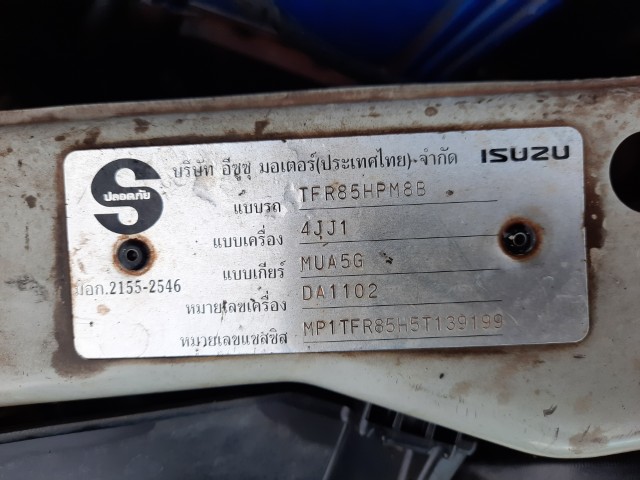 บริษัท อีซูซุ มอเตอร์(ประเทศไทย) จำกัด ISUZU
ปลอดภัย
แบบรถ TFR85HPM8B
แบบเครื่อง 4JJ1
แบบเกียร์ MUA5G
มอก.2155-2546
หมายเลขเครื่อง DA1102
หมายเลขแชสซิส MP1TFR85H5T139199